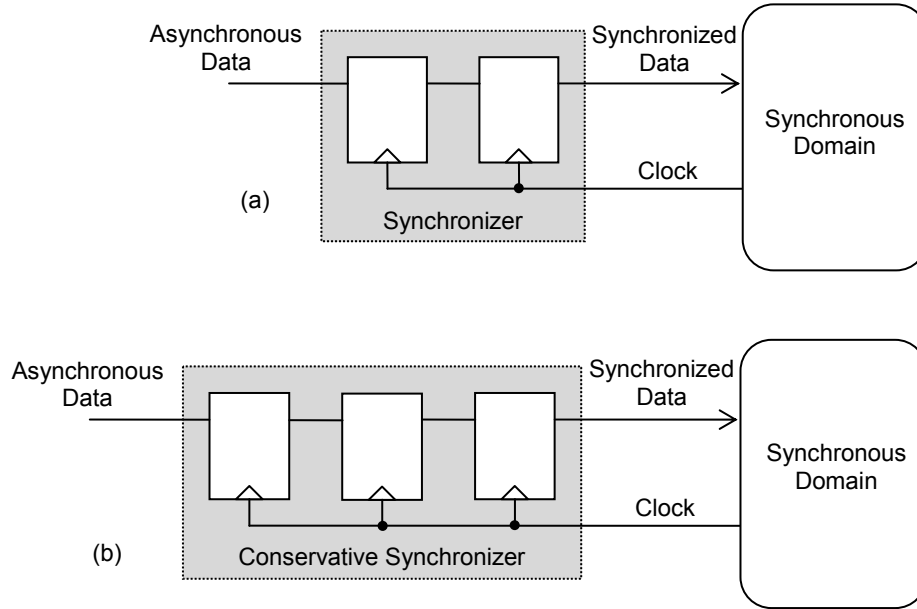 Asynchronous
Data
Synchronized
Data
Synchronous
Domain
Clock
(a)
Synchronizer
Asynchronous
Data
Synchronized
Data
Synchronous
Domain
Clock
(b)
Conservative Synchronizer